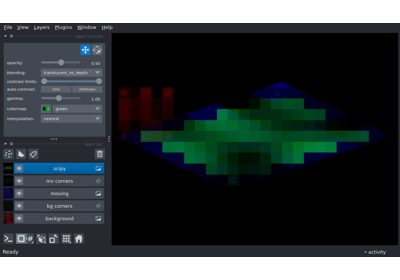 File View Layers Plugins Window Help
opacity: 0.50
blending: translucent_no_depth
contrast limits:
auto-contrast: once continuous
gamma: 1.00
colormap: green
interpolation: nearest
scipy
mv corners
moving
bg corners
background
Ready
activity